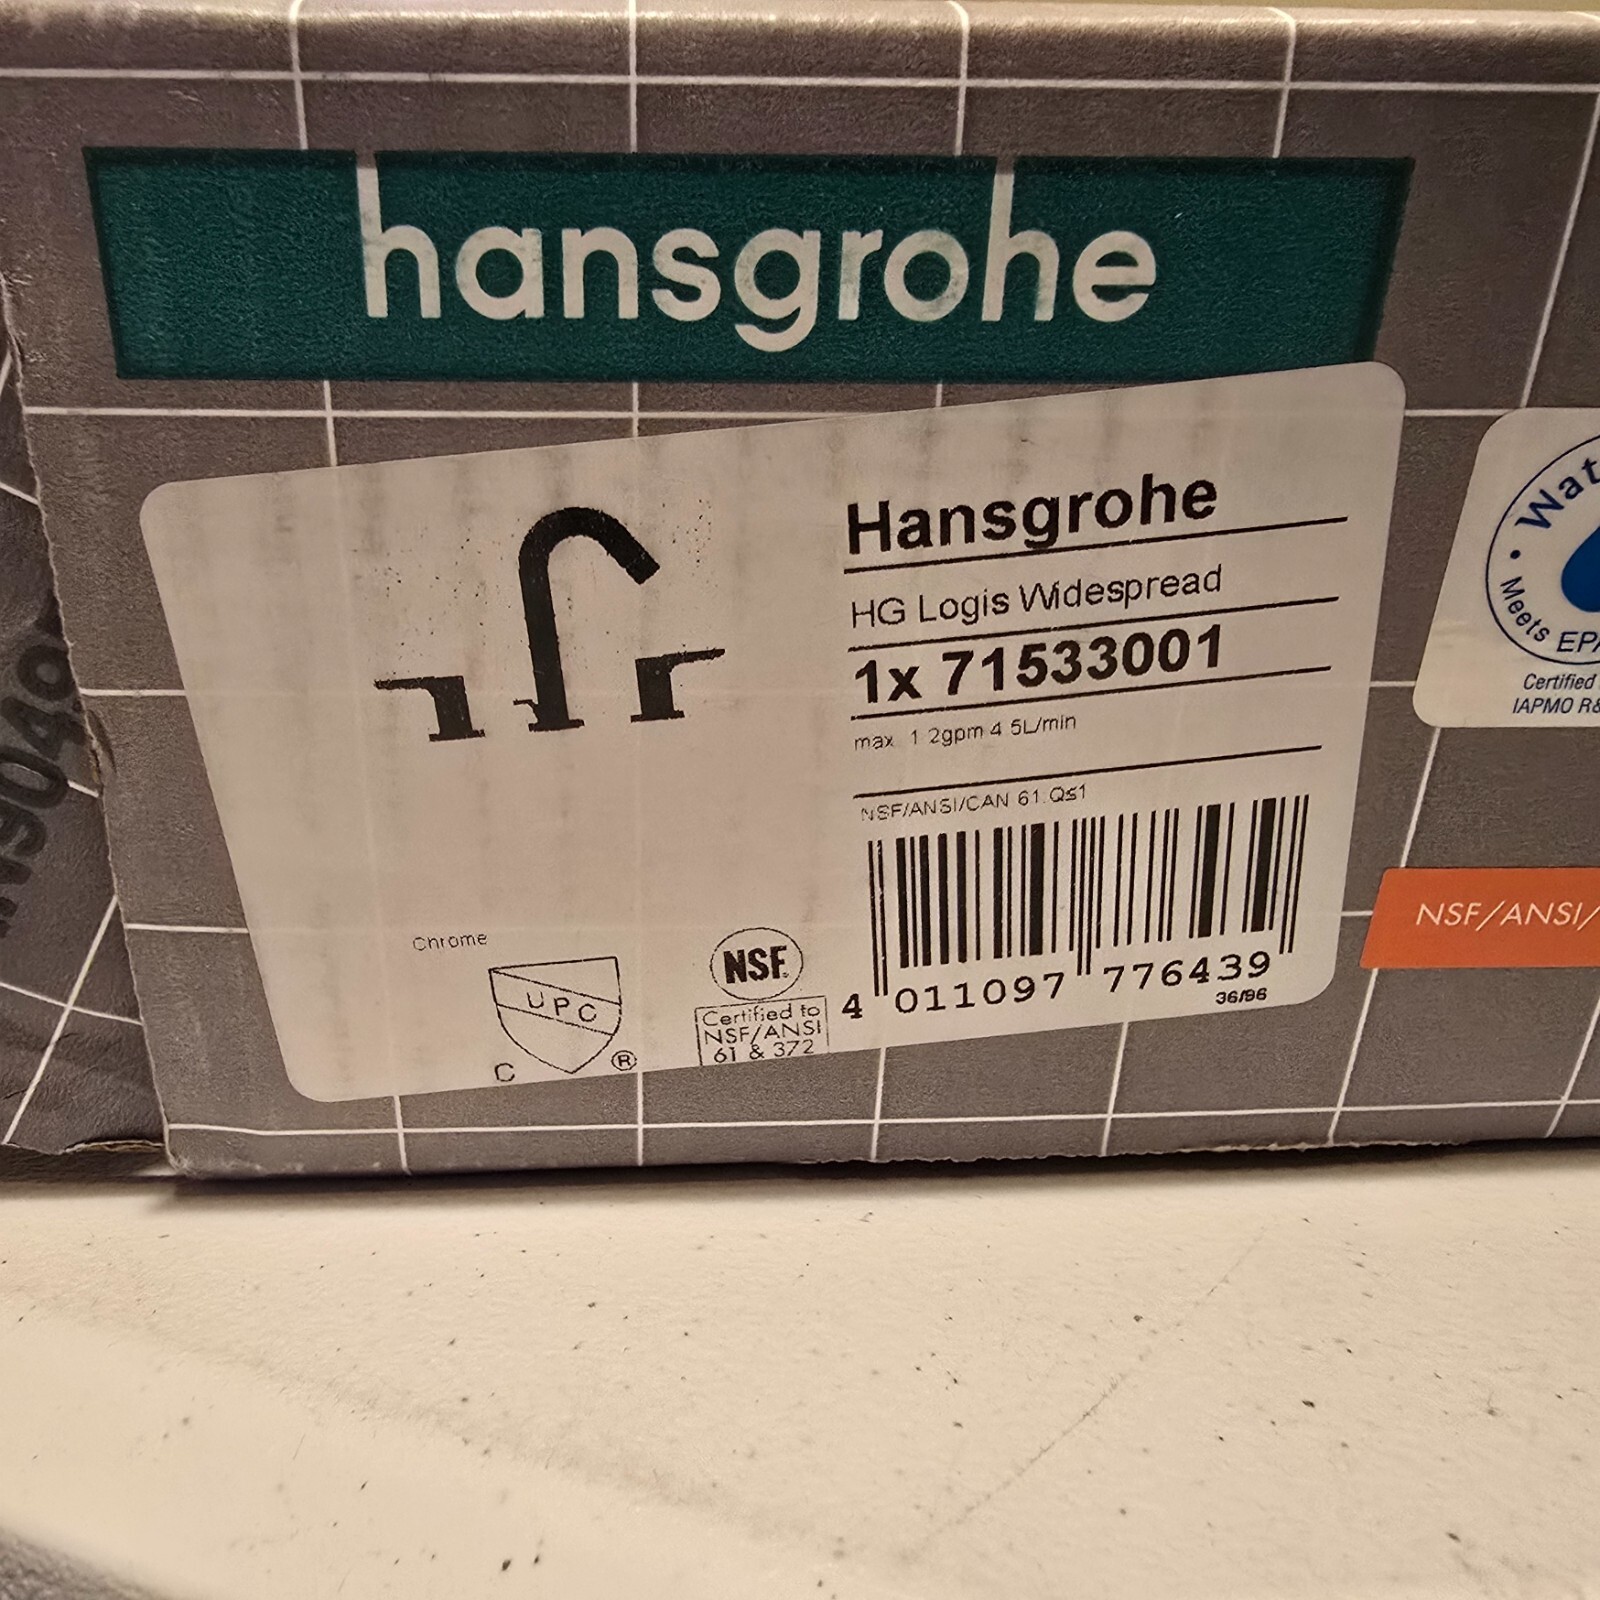 hansgrohe
Hansgrohe
HG Logis Widespread
1x 71533001
max. 1 2gpm 4 5L/min
NSF/ANSI/CAN 61.Q≤1
4 011097 776439
36/96
Chrome
UPC
C ®
NSF.
Certified to
NSF/ANSI
61 & 372
Meets EPA
Certified
IAPMO R&
NSF/ANSI/